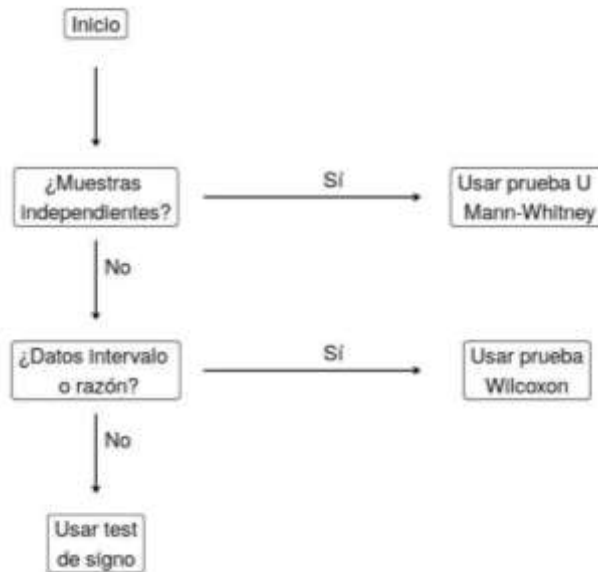 Inicio
¿Muestras
independientes?
Sí
Usar prueba U
Mann-Whitney
No
¿Datos intervalo
o razón?
Sí
Usar prueba
Wilcoxon
No
Usar test
de signo